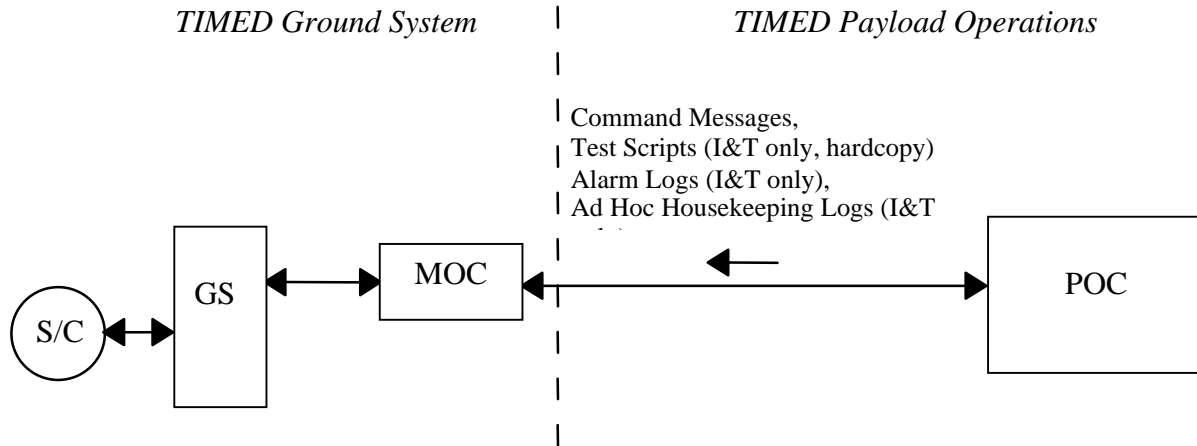 TIMED Ground System
TIMED Payload Operations
Command Messages,
Test Scripts (I&T only, hardcopy)
Alarm Logs (I&T only),
Ad Hoc Housekeeping Logs (I&T
GS
MOC
POC
S/C